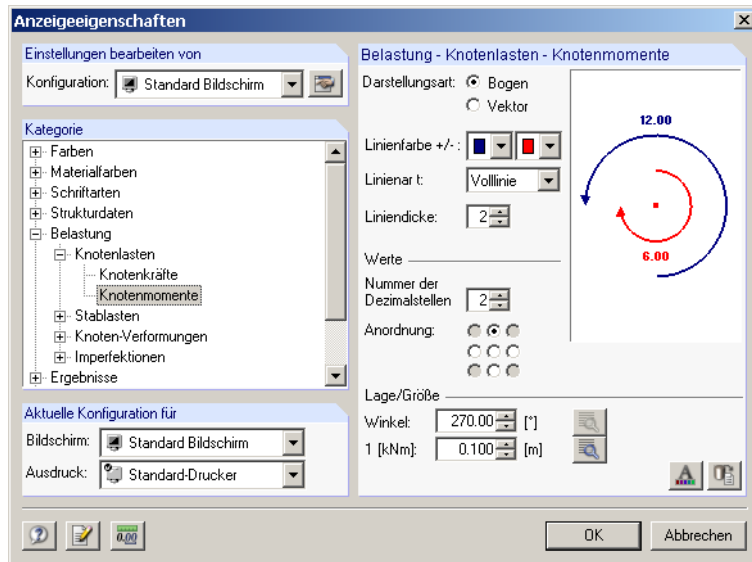 Anzeigeeigenschaften
Einstellungen bearbeiten von
Konfiguration: Standard Bildschirm
Kategorie
Farben
Materialfarben
Schriftarten
Strukturdaten
Belastung
Knotenlasten
Knotenkräfte
Knotenmomente
Stablasten
Knoten-Verformungen
Imperfektionen
Ergebnisse
Aktuelle Konfiguration für
Bildschirm: Standard Bildschirm
Ausdruck: Standard-Drucker
Belastung - Knotenlasten - Knotenmomente
Darstellungsart: Bogen
Vektor
Linienfarbe +/- :
Linienar t: Volllinie
Liniendicke: 2
Werte
Nummer der
Dezimalstellen 2
Anordnung:
Lage/Größe
Winkel: 270.00 [°]
1 [kNm]: 0.100 [m]
12.00
6.00
A
0.00
OK
Abbrechen